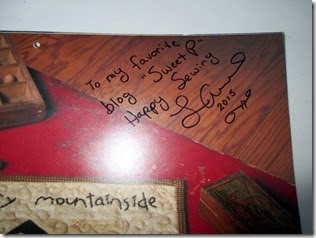 To my favorite
blog "Sweet P"
Happy Sewing
2015
y mountainside